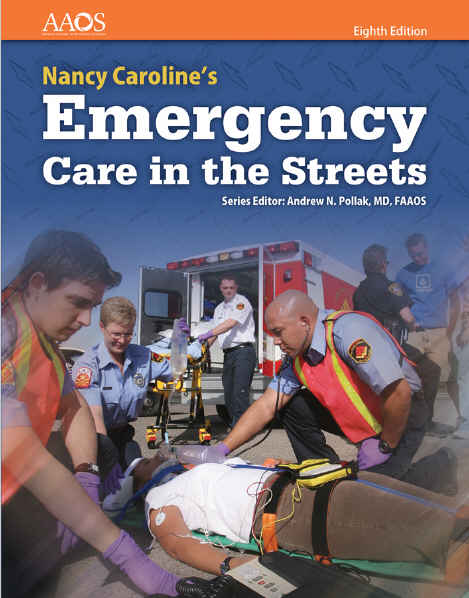 AAOS
Eighth Edition
Nancy Caroline's
Emergency
Care in the Streets
Series Editor: Andrew N. Pollak, MD, FAAOS